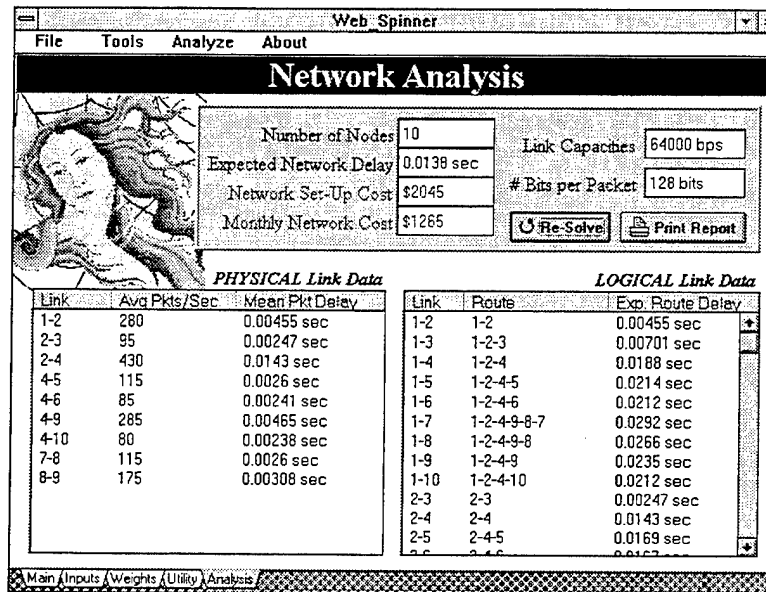 Web_Spinner
File Tools Analyze About
Network Analysis
Number of Nodes 10
Expected Network Delay 0.0138 sec
Network Set-Up Cost $2045
Monthly Network Cost $1265
Link Capacities 64000 bps
# Bits per Packet 128 bits
Re-Solve Print Report
PHYSICAL Link Data
Link Avg Pkts/Sec Mean Pkt Delay
1-2 280 0.00455 sec
2-3 95 0.00247 sec
2-4 430 0.0143 sec
4-5 115 0.0026 sec
4-6 85 0.00241 sec
4-9 285 0.00465 sec
4-10 80 0.00238 sec
7-8 115 0.0026 sec
8-9 175 0.00308 sec
LOGICAL Link Data
Link Route Exp. Route Delay
1-2 1-2 0.00455 sec
1-3 1-2-3 0.00701 sec
1-4 1-2-4 0.0188 sec
1-5 1-2-4-5 0.0214 sec
1-6 1-2-4-6 0.0212 sec
1-7 1-2-4-9-8-7 0.0292 sec
1-8 1-2-4-9-8 0.0266 sec
1-9 1-2-4-9 0.0235 sec
1-10 1-2-4-10 0.0212 sec
2-3 2-3 0.00247 sec
2-4 2-4 0.0143 sec
2-5 2-4-5 0.0169 sec
2-6 2-4-6 0.0167 sec
Main Inputs Weights Utility Analysis